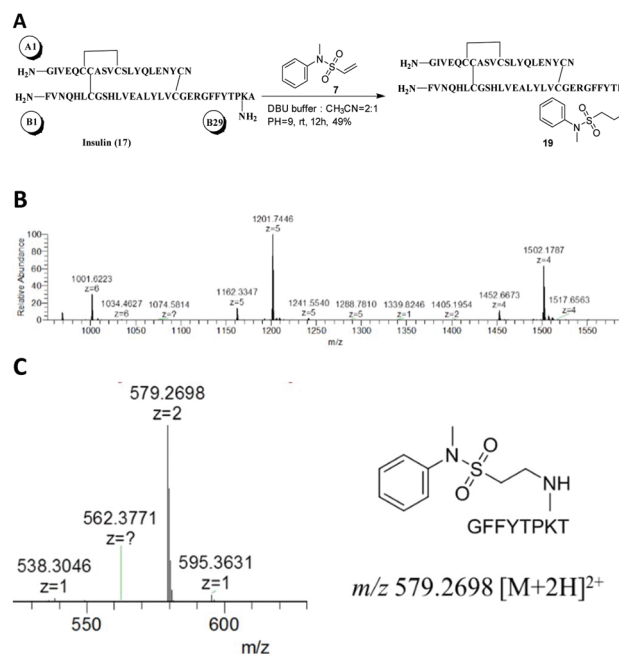 A
A1
H₂N—GIVEQCCASVCSLYQLENYCN
H₂N—FVNQHLCGSHLVEALYLVCGERGFFYTPKA
NH₂
B1
B29
Insulin (17)
N
S
O
O
7
DBU buffer : CH₃CN=2:1
PH=9, rt, 12h, 49%
H₂N—GIVEQCCASVCSLYQLENYCN
H₂N—FVNQHLCGSHLVEALYLVCGERGFFYTP
O
N
S
O
19
B
Relative Abundance
100
80
60
40
20
0
1001.6223
z=6
1034.4627
z=6
1074.5814
z=?
1162.3347
z=5
1201.7446
z=5
1241.5540
z=5
1288.7810
z=5
1339.8246
z=1
1405.1954
z=2
1452.6673
z=4
1502.1787
z=4
1517.6563
z=4
1000 1050 1100 1150 1200 1250 1300 1350 1400 1450 1500 1550
m/z
C
579.2698
z=2
562.3771
z=?
538.3046
z=1
595.3631
z=1
550 600
m/z
O
N
S
O
NH
GFFYTPKT
m/z 579.2698 [M+2H]²⁺